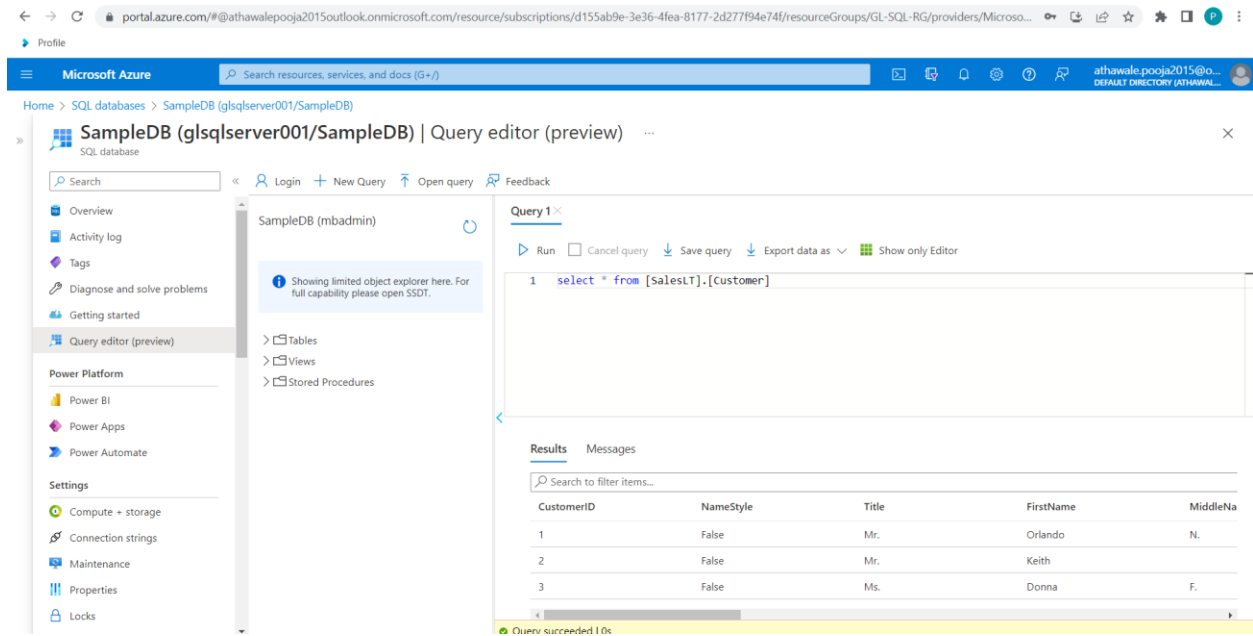 portal.azure.com/#@athawalepooja2015outlook.onmicrosoft.com/resource/subscriptions/d155ab9e-3e36-4fea-8177-2d277f94e74f/resourceGroups/GL-SQL-RG/providers/Microso...
P
Profile
Microsoft Azure
Search resources, services, and docs (G+/)
athawale.pooja2015@o...
DEFAULT DIRECTORY (ATHAWAL...
Home > SQL databases > SampleDB (glsqlserver001/SampleDB)
SampleDB (glsqlserver001/SampleDB) | Query editor (preview) ...
SQL database
Search
Login
New Query
Open query
Feedback
Overview
Activity log
Tags
Diagnose and solve problems
Getting started
Query editor (preview)
Power Platform
Power BI
Power Apps
Power Automate
Settings
Compute + storage
Connection strings
Maintenance
Properties
Locks
SampleDB (mbadmin)
Showing limited object explorer here. For
full capability please open SSDT.
Tables
Views
Stored Procedures
Query 1
Run Cancel query Save query Export data as Show only Editor
1 select * from [SalesLT].[Customer]
Results Messages
Search to filter items...
CustomerID NameStyle Title FirstName MiddleNa
1 False Mr. Orlando N.
2 False Mr. Keith
3 False Ms. Donna F.
Query succeeded | 0s